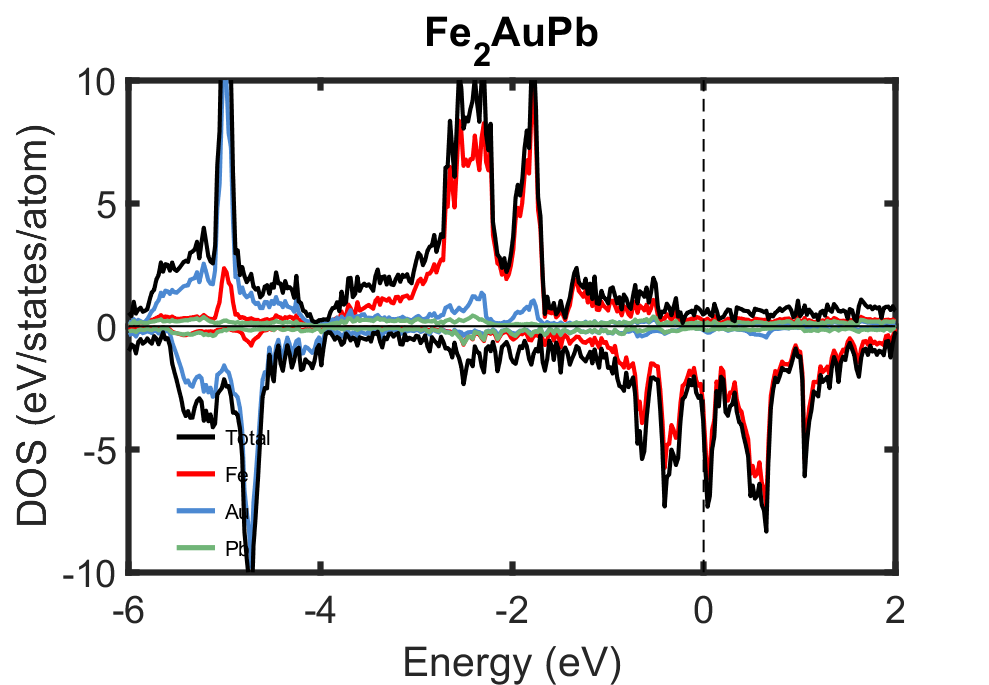 Fe₂AuPb
10
5
0
-5
-10
DOS (eV/states/atom)
Total
Fe
Au
Pb
-6 -4 -2 0 2
Energy (eV)